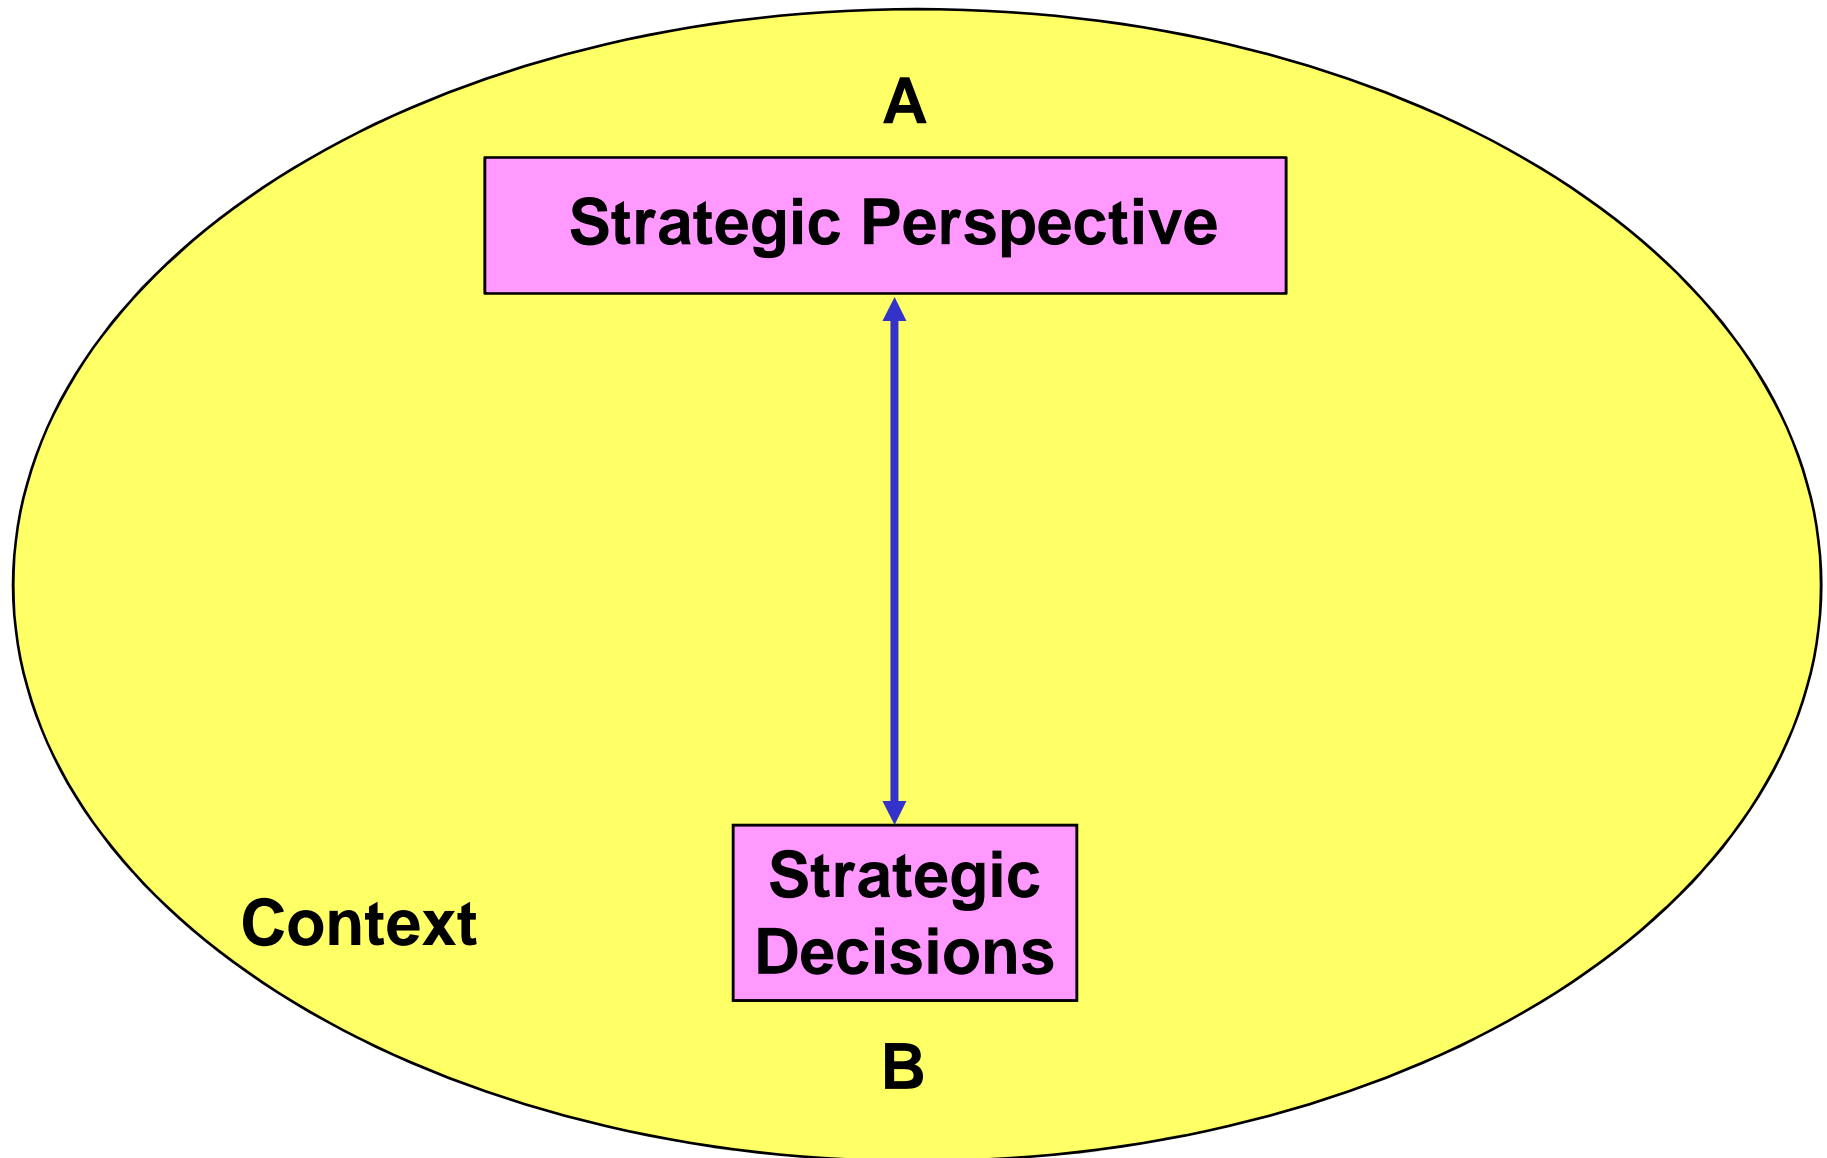 A
Strategic Perspective
Strategic
Decisions
Context
B